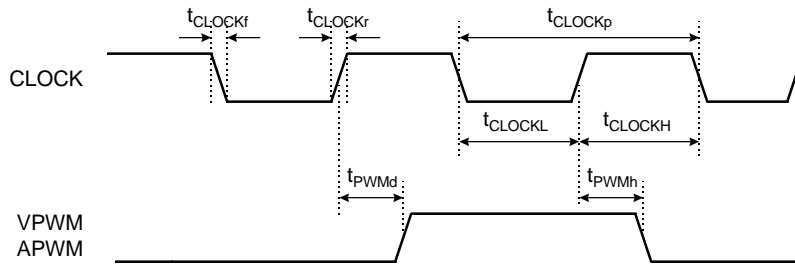 tCLOCKf tCLOCKr tCLOCKp
CLOCK
tCLOCKL tCLOCKH
tPWMd tPWMh
VPWM
APWM